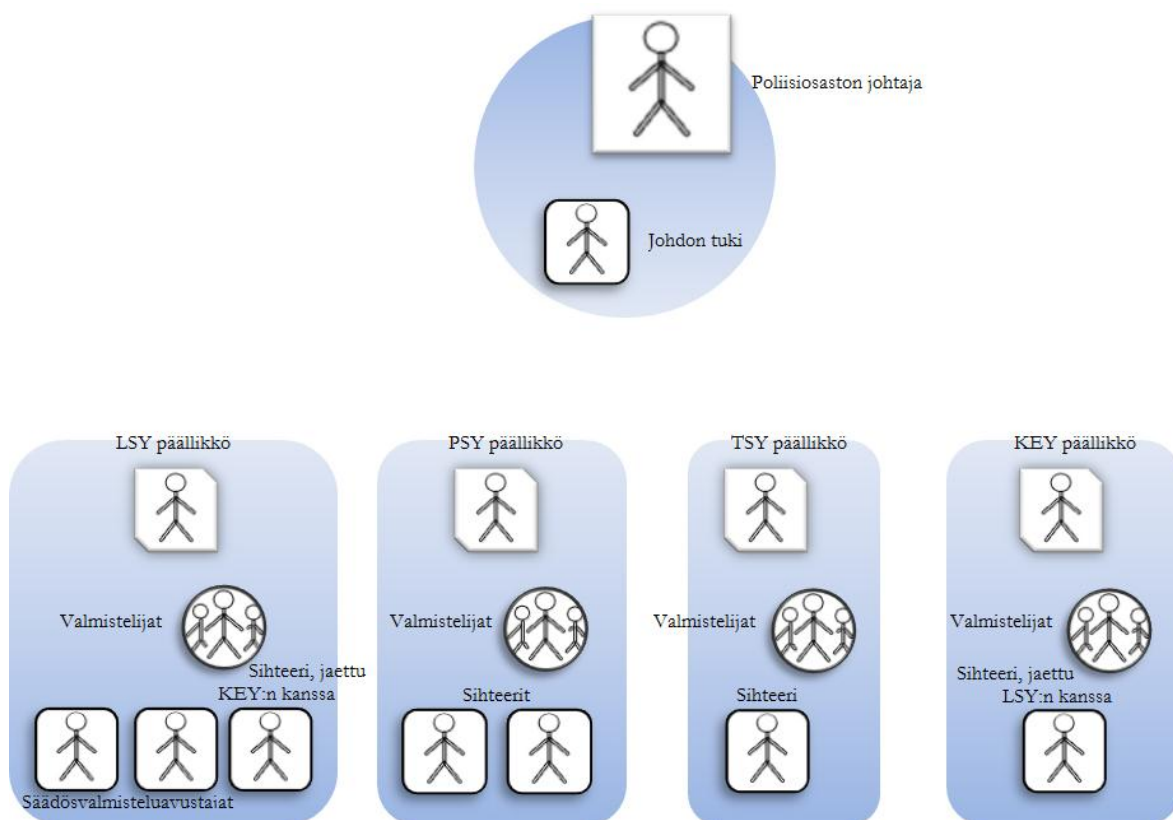 Poliisiosaston johtaja
Johdon tuki
LSY päällikkö
Valmistelijat
Sihteeri, jaettu
KEY:n kanssa
Säädösvalmisteluavustajat
PSY päällikkö
Valmistelijat
Sihteerit
TSY päällikkö
Valmistelijat
Sihteeri
KEY päällikkö
Valmistelijat
Sihteeri, jaettu
LSY:n kanssa